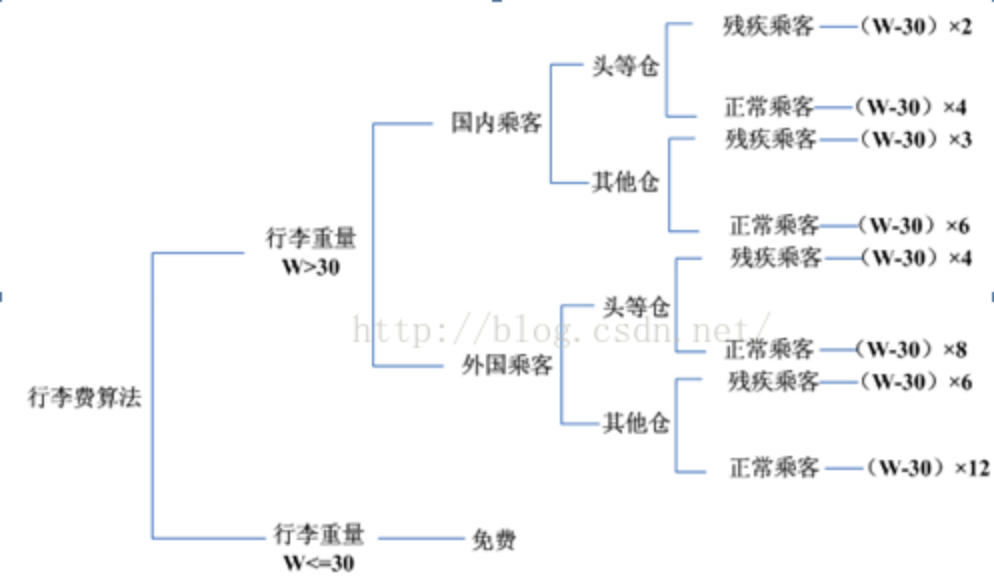 残疾乘客 (W-30)×2
头等仓
正常乘客 (W-30)×4
国内乘客
残疾乘客 (W-30)×3
其他仓
正常乘客 (W-30)×6
行李重量
W>30
残疾乘客 (W-30)×4
头等仓
http://blog.csdn.net/
正常乘客 (W-30)×8
外国乘客
残疾乘客 (W-30)×6
行李费算法
其他仓
正常乘客 (W-30)×12
行李重量
W<=30
免费